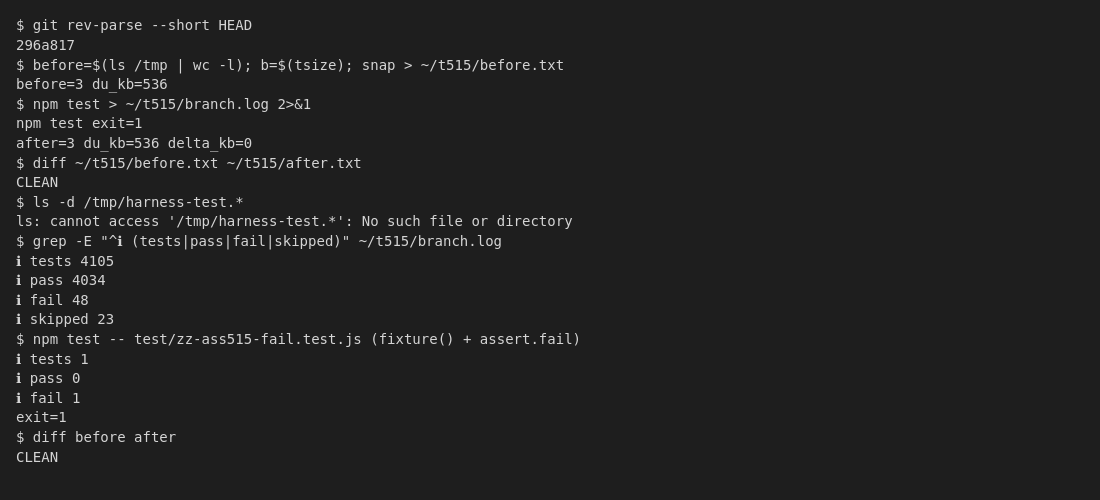 $ git rev-parse --short HEAD
296a817
$ before=$(ls /tmp | wc -l); b=$(tsize); snap > ~/t515/before.txt
before=3 du_kb=536
$ npm test > ~/t515/branch.log 2>&1
npm test exit=1
after=3 du_kb=536 delta_kb=0
$ diff ~/t515/before.txt ~/t515/after.txt
CLEAN
$ ls -d /tmp/harness-test.*
ls: cannot access '/tmp/harness-test.*': No such file or directory
$ grep -E "^ℹ (tests|pass|fail|skipped)" ~/t515/branch.log
ℹ tests 4105
ℹ pass 4034
ℹ fail 48
ℹ skipped 23
$ npm test -- test/zz-ass515-fail.test.js (fixture() + assert.fail)
ℹ tests 1
ℹ pass 0
ℹ fail 1
exit=1
$ diff before after
CLEAN